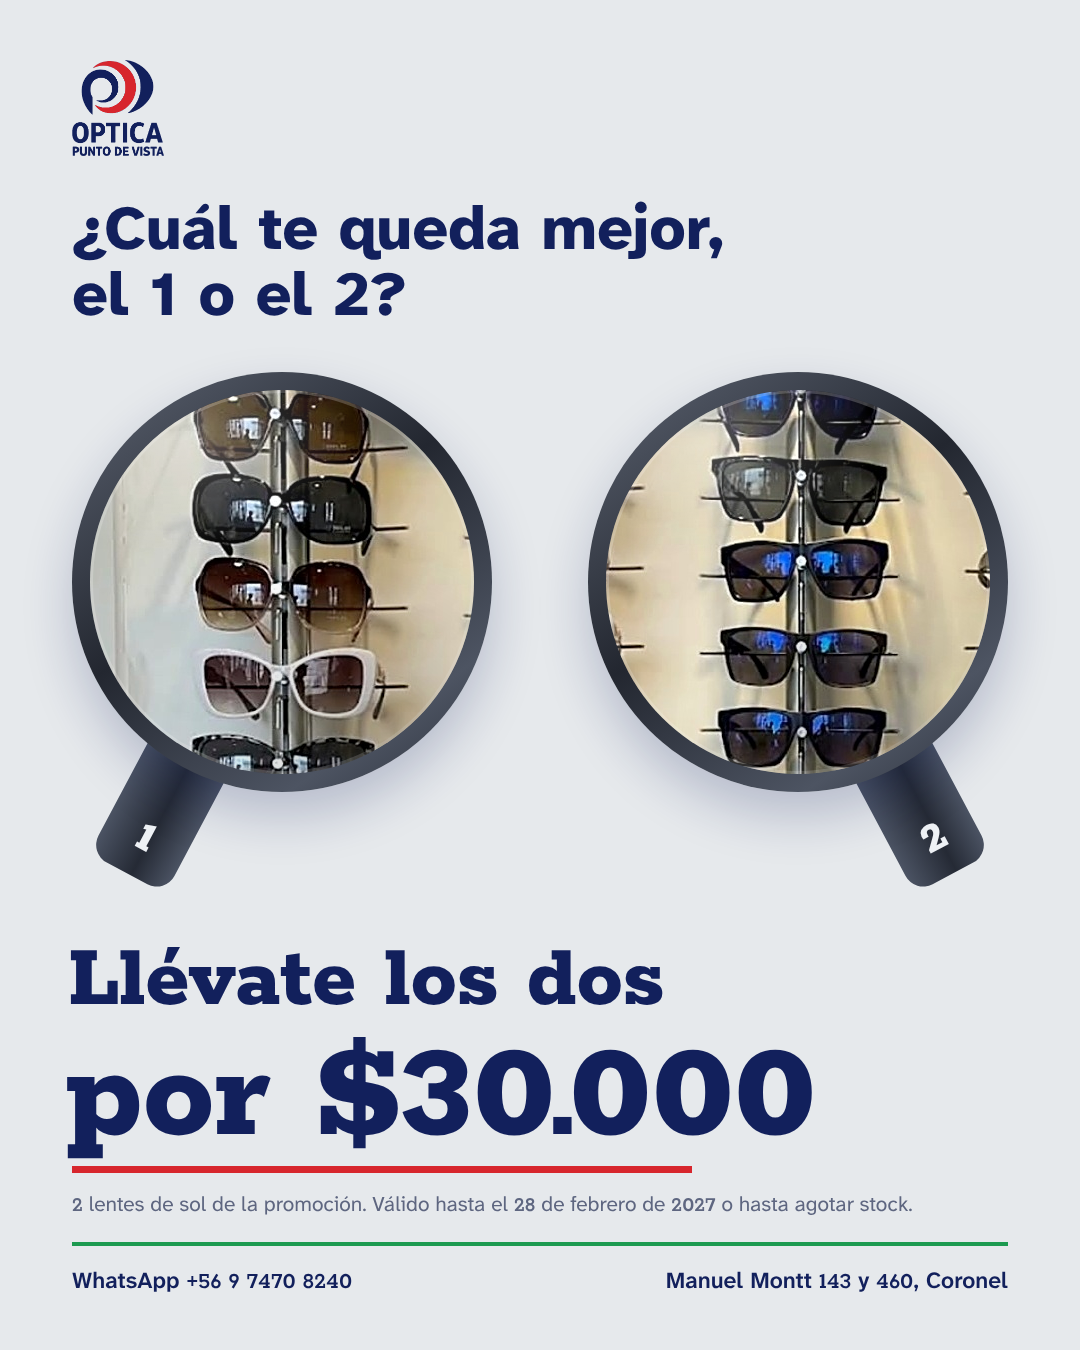 OPTICA
PUNTO DE VISTA
¿Cuál te queda mejor,
el 1 o el 2?
1
2
Llévate los dos
por $30.000
2 lentes de sol de la promoción. Válido hasta el 28 de febrero de 2027 o hasta agotar stock.
WhatsApp +56 9 7470 8240
Manuel Montt 143 y 460, Coronel